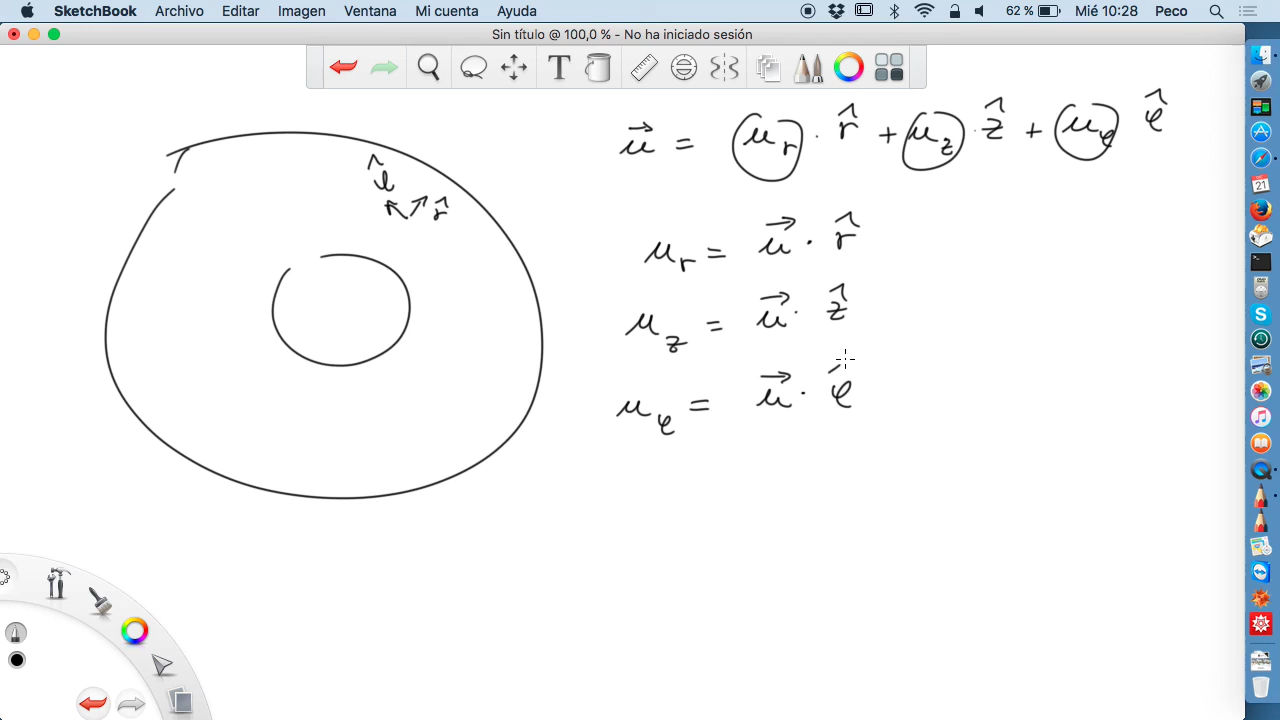 SketchBook Archivo Editar Imagen Ventana Mi cuenta Ayuda 62 % Mié 10:28 Peco
Sin título @ 100,0 % - No ha iniciado sesión
T
u⃗ = u_r · r̂ + u_z · ẑ + u_φ φ̂
φ̂
r̂
u_r = u⃗ · r̂
u_z = u⃗ · ẑ
u_φ = u⃗ · φ̂
21
S